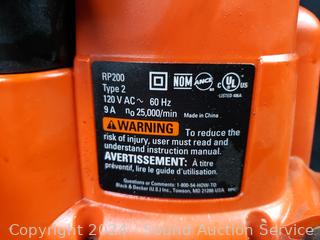 RP200
Type 2
120 V AC~ 60 Hz
9 A no 25,000/min
NOM ANCE
C UL US
LISTED 486A
Made in China
WARNING To reduce the
risk of injury, user must read and
understand instruction manual.
AVERTISSEMENT: À titre
préventif, lire le guide d'utilisation.
Questions or Comments: 1-800-54-HOW-TO
Black & Decker (U.S.) Inc., Towson, MD 21286 USA
Copyright 2024 Sound Auction Service